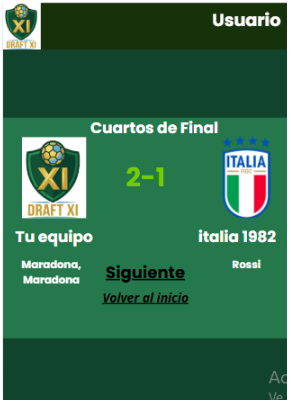 XI
DRAFT XI
Usuario
Cuartos de Final
XI
DRAFT XI
2-1
ITALIA
FIGC
Tu equipo
italia 1982
Maradona,
Maradona
Rossi
Siguiente
Volver al inicio
Ac
Ve